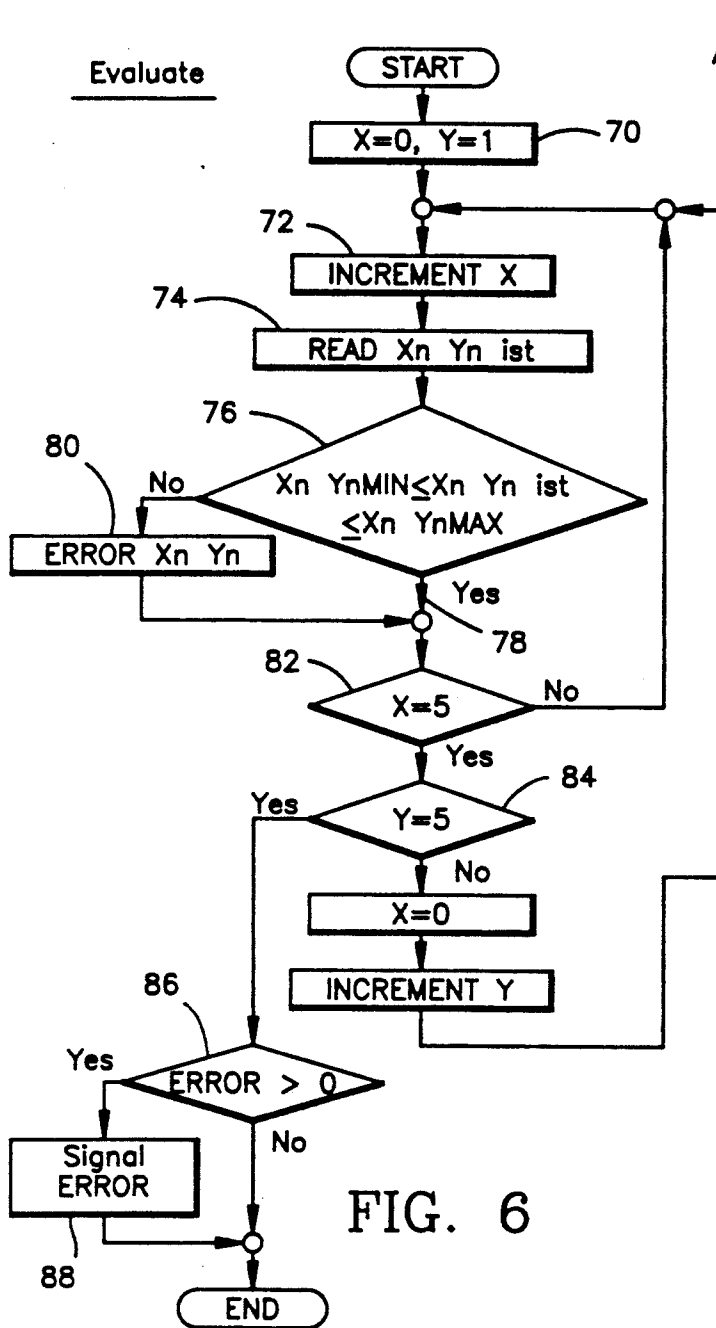 Evaluate
START
X=0, Y=1
70
72
INCREMENT X
74
READ Xn Yn ist
76
80
No
Xn YnMIN≤Xn Yn ist
≤Xn YnMAX
ERROR Xn Yn
Yes
78
82
X=5
No
Yes
84
Yes
Y=5
No
X=0
INCREMENT Y
86
Yes
ERROR > 0
No
Signal
ERROR
88
FIG. 6
END